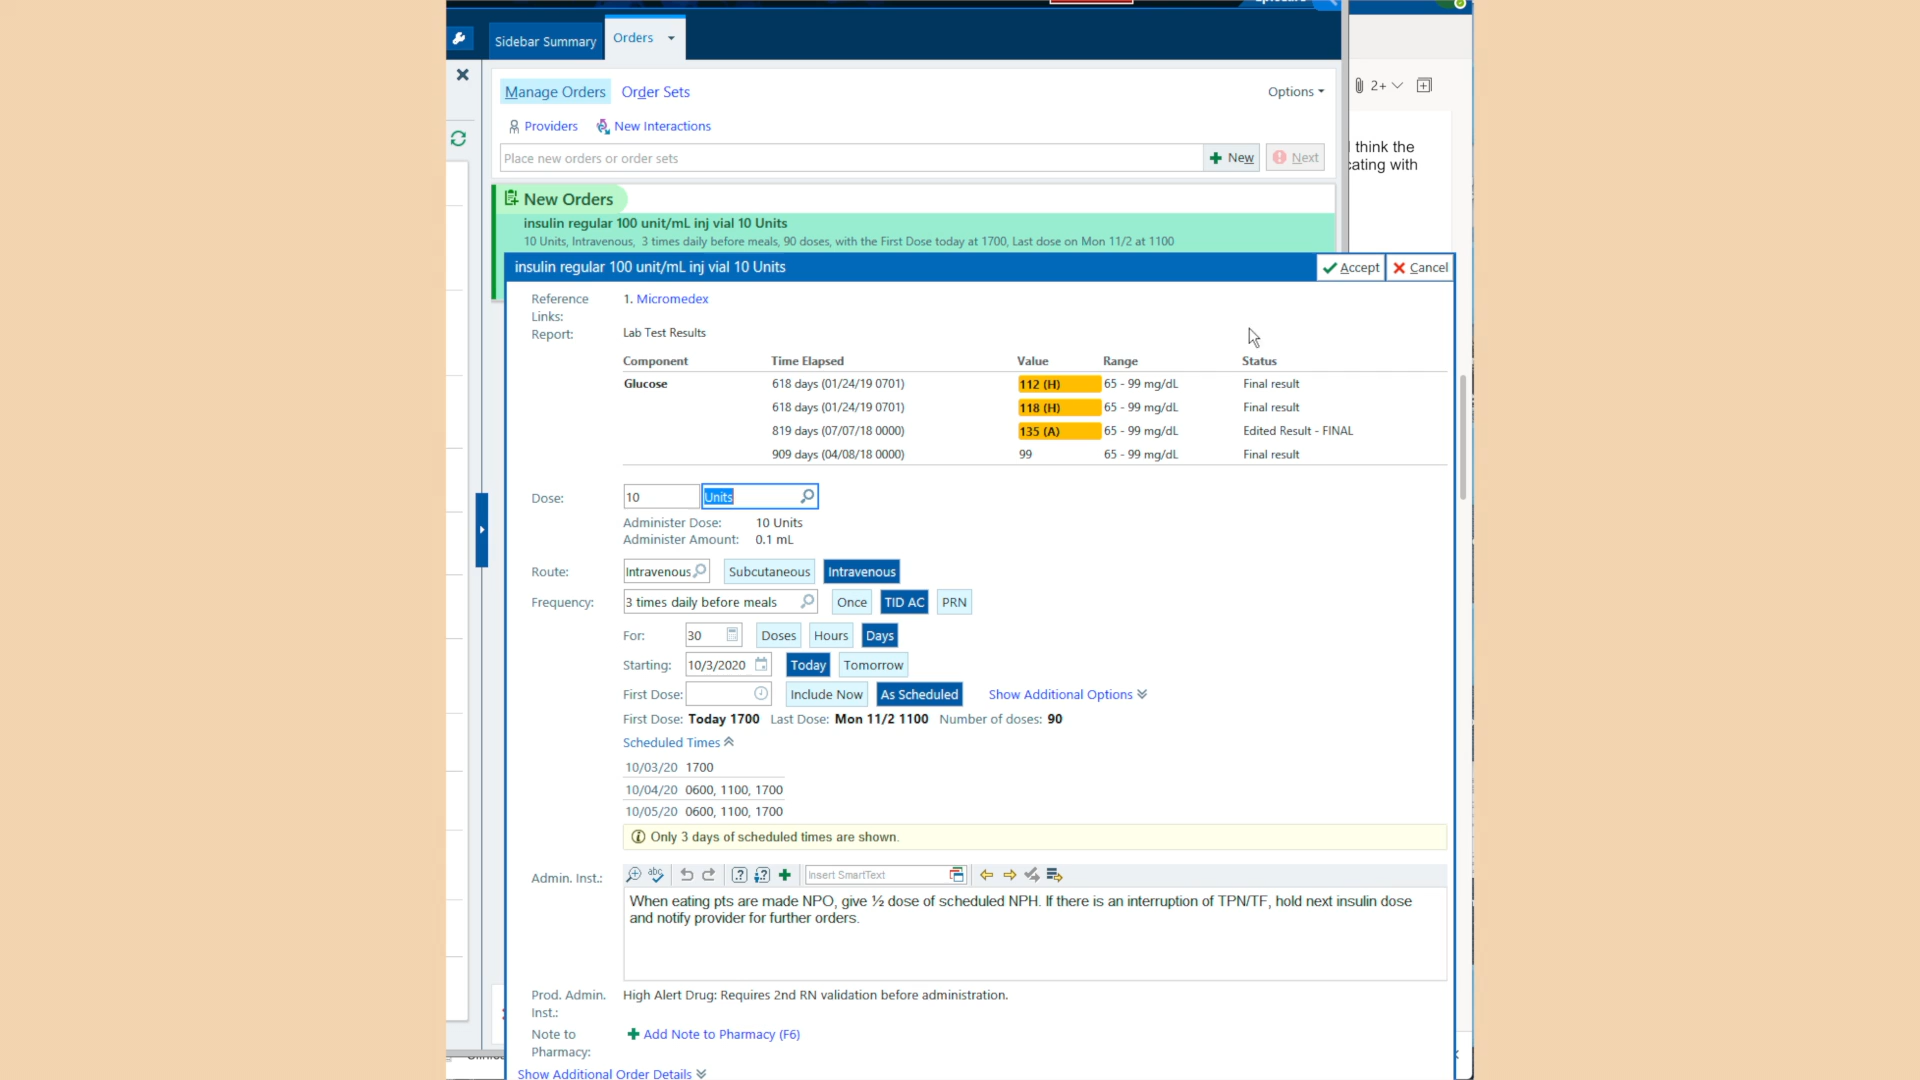 Sidebar Summary
Orders
Manage Orders Order Sets
Options
2+
Providers New Interactions
think the
cating with
Place new orders or order sets
New
Next
New Orders
insulin regular 100 unit/mL inj vial 10 Units
10 Units, Intravenous, 3 times daily before meals, 90 doses, with the First Dose today at 1700, Last dose on Mon 11/2 at 1100
insulin regular 100 unit/mL inj vial 10 Units
Accept
Cancel
Reference Links:
1. Micromedex
Report:
Lab Test Results
Component Time Elapsed Value Range Status
Glucose 618 days (01/24/19 0701) 112 (H) 65 - 99 mg/dL Final result
618 days (01/24/19 0701) 118 (H) 65 - 99 mg/dL Final result
819 days (07/07/18 0000) 135 (A) 65 - 99 mg/dL Edited Result - FINAL
909 days (04/08/18 0000) 99 65 - 99 mg/dL Final result
Dose: 10 Units
Administer Dose: 10 Units
Administer Amount: 0.1 mL
Route: Intravenous Subcutaneous Intravenous
Frequency: 3 times daily before meals Once TID AC PRN
For: 30 Doses Hours Days
Starting: 10/3/2020 Today Tomorrow
First Dose: Include Now As Scheduled Show Additional Options
First Dose: Today 1700 Last Dose: Mon 11/2 1100 Number of doses: 90
Scheduled Times
10/03/20 1700
10/04/20 0600, 1100, 1700
10/05/20 0600, 1100, 1700
Only 3 days of scheduled times are shown.
Admin. Inst.:
Insert SmartText
When eating pts are made NPO, give ½ dose of scheduled NPH. If there is an interruption of TPN/TF, hold next insulin dose
and notify provider for further orders.
Prod. Admin. Inst.:
High Alert Drug: Requires 2nd RN validation before administration.
Note to Pharmacy:
Add Note to Pharmacy (F6)
Show Additional Order Details